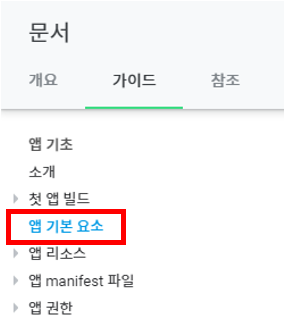 문서
개요 가이드 참조
앱 기초
소개
첫 앱 빌드
앱 기본 요소
앱 리소스
앱 manifest 파일
앱 권한